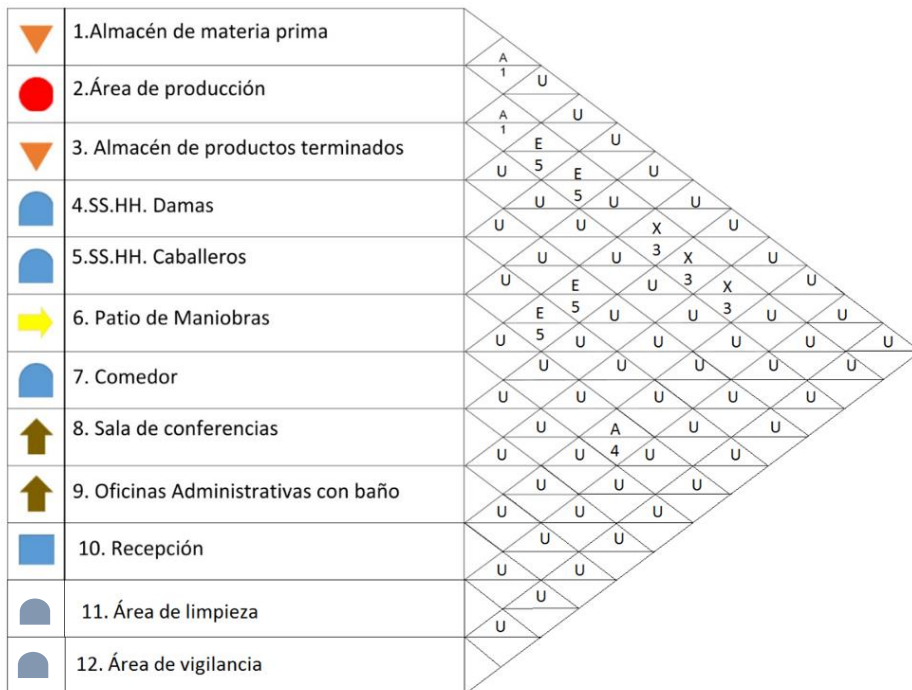 1.Almacén de materia prima
2.Área de producción
3. Almacén de productos terminados
4.SS.HH. Damas
5.SS.HH. Caballeros
6. Patio de Maniobras
7. Comedor
8. Sala de conferencias
9. Oficinas Administrativas con baño
10. Recepción
11. Área de limpieza
12. Área de vigilancia
A
1
U
A U
1
U
E
5
U U
E
5
U U U
U U X U
3
U U X U
3
U E U X U
5 3
E U U U U
5
U U U U U U
U U U U U
U U U U U
U A U U
4
U U U U
U U U
U U U
U U
U U
U
U